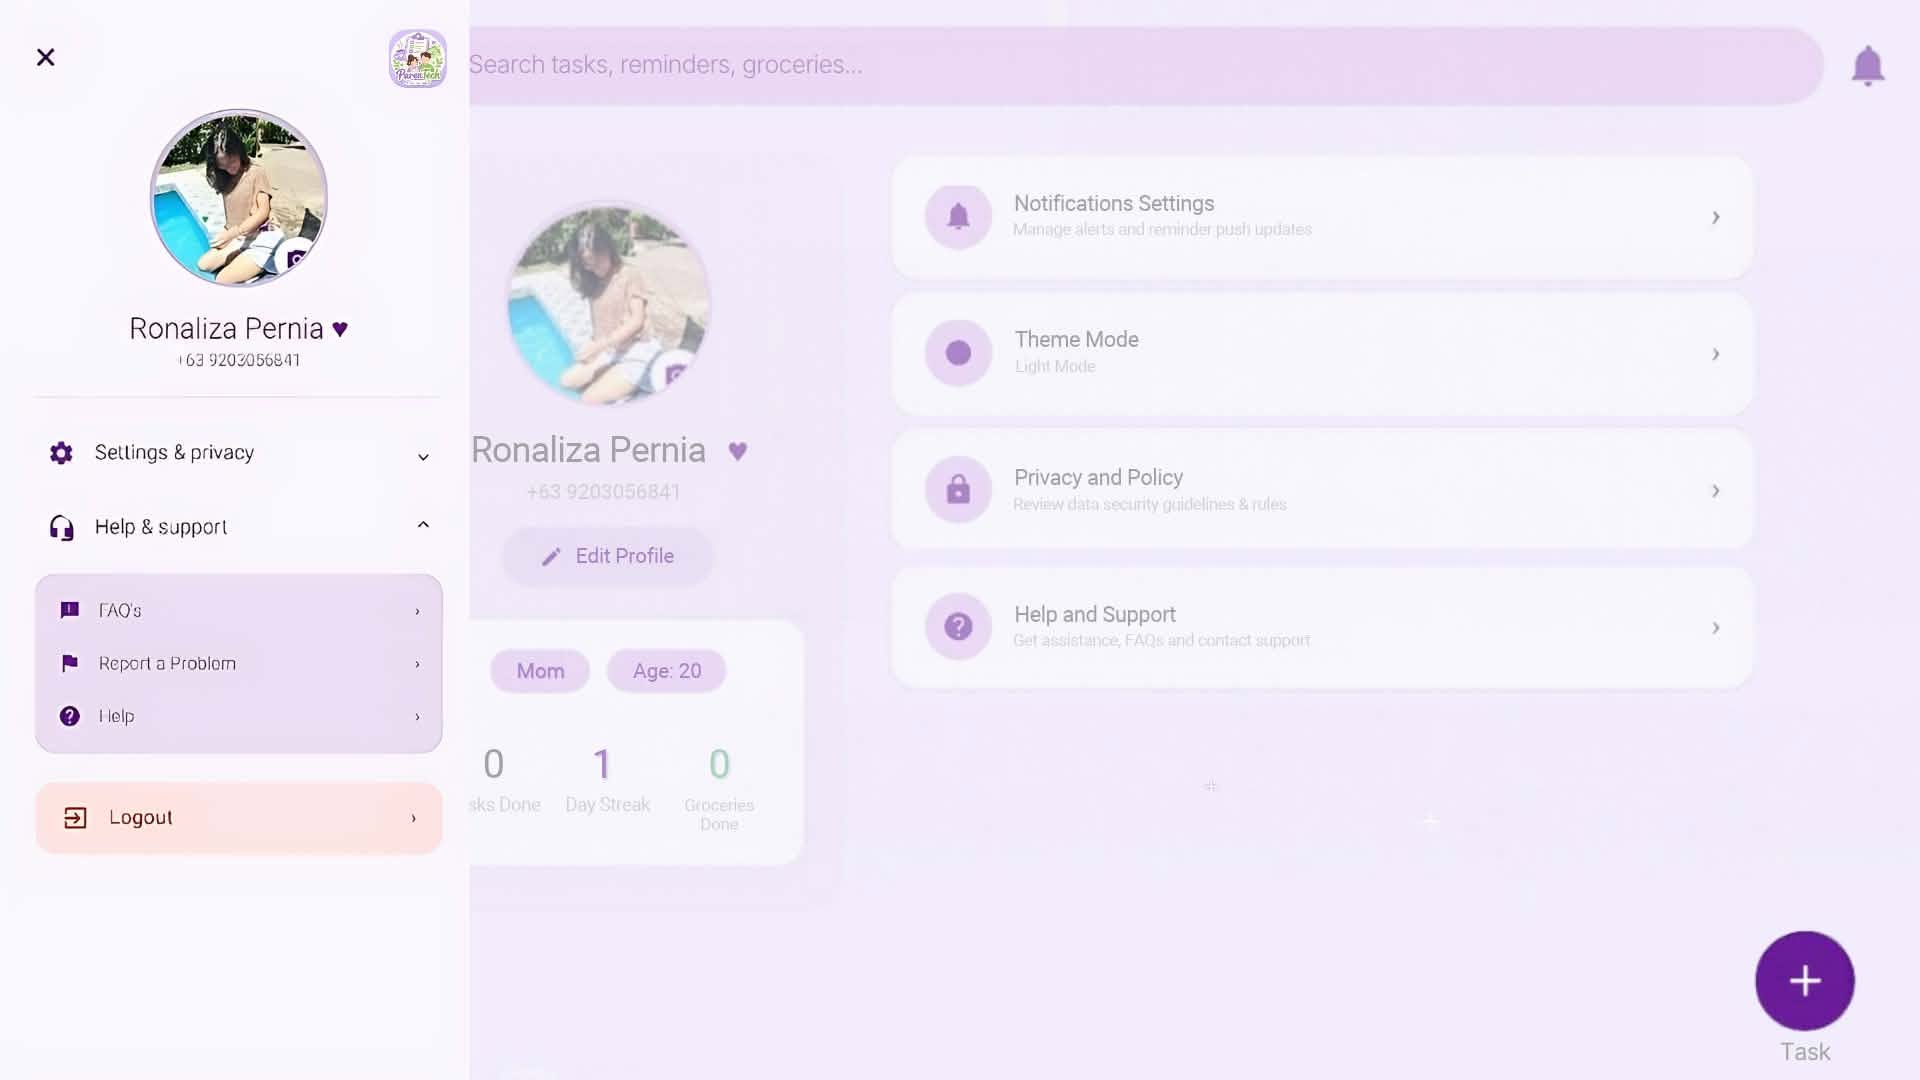 ParenTech
Ronaliza Pernia ♥
+63 9203056841
Settings & privacy
Help & support
FAQ's
Report a Problem
Help
Logout
Search tasks, reminders, groceries...
Ronaliza Pernia ♥
+63 9203056841
Edit Profile
Mom
Age: 20
0
1
0
sks Done
Day Streak
Groceries
Done
Notifications Settings
Manage alerts and reminder push updates
Theme Mode
Light Mode
Privacy and Policy
Review data security guidelines & rules
Help and Support
Get assistance, FAQs and contact support
Task